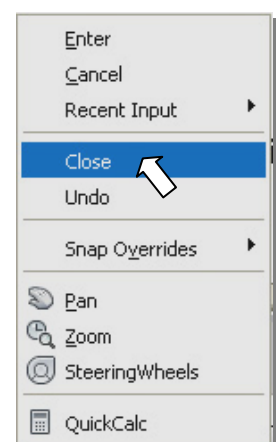 Enter
Cancel
Recent Input
Close
Undo
Snap Overrides
Pan
Zoom
SteeringWheels
QuickCalc